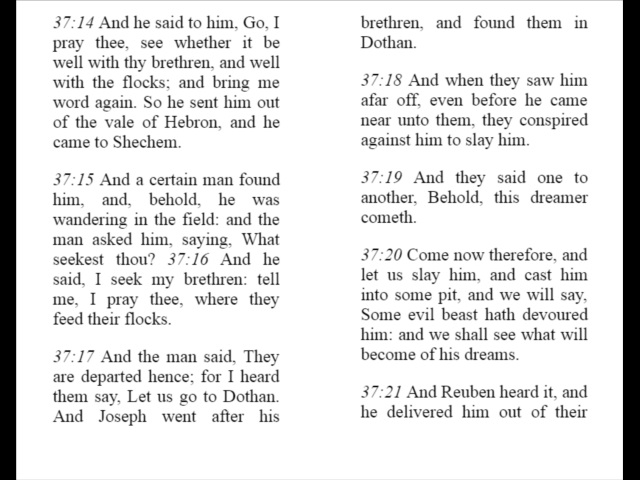 37:14 And he said to him, Go, I
pray thee, see whether it be
well with thy brethren, and well
with the flocks; and bring me
word again. So he sent him out
of the vale of Hebron, and he
came to Shechem.
37:15 And a certain man found
him, and, behold, he was
wandering in the field: and the
man asked him, saying, What
seekest thou? 37:16 And he
said, I seek my brethren: tell
me, I pray thee, where they
feed their flocks.
37:17 And the man said, They
are departed hence; for I heard
them say, Let us go to Dothan.
And Joseph went after his
brethren, and found them in
Dothan.
37:18 And when they saw him
afar off, even before he came
near unto them, they conspired
against him to slay him.
37:19 And they said one to
another, Behold, this dreamer
cometh.
37:20 Come now therefore, and
let us slay him, and cast him
into some pit, and we will say,
Some evil beast hath devoured
him: and we shall see what will
become of his dreams.
37:21 And Reuben heard it, and
he delivered him out of their